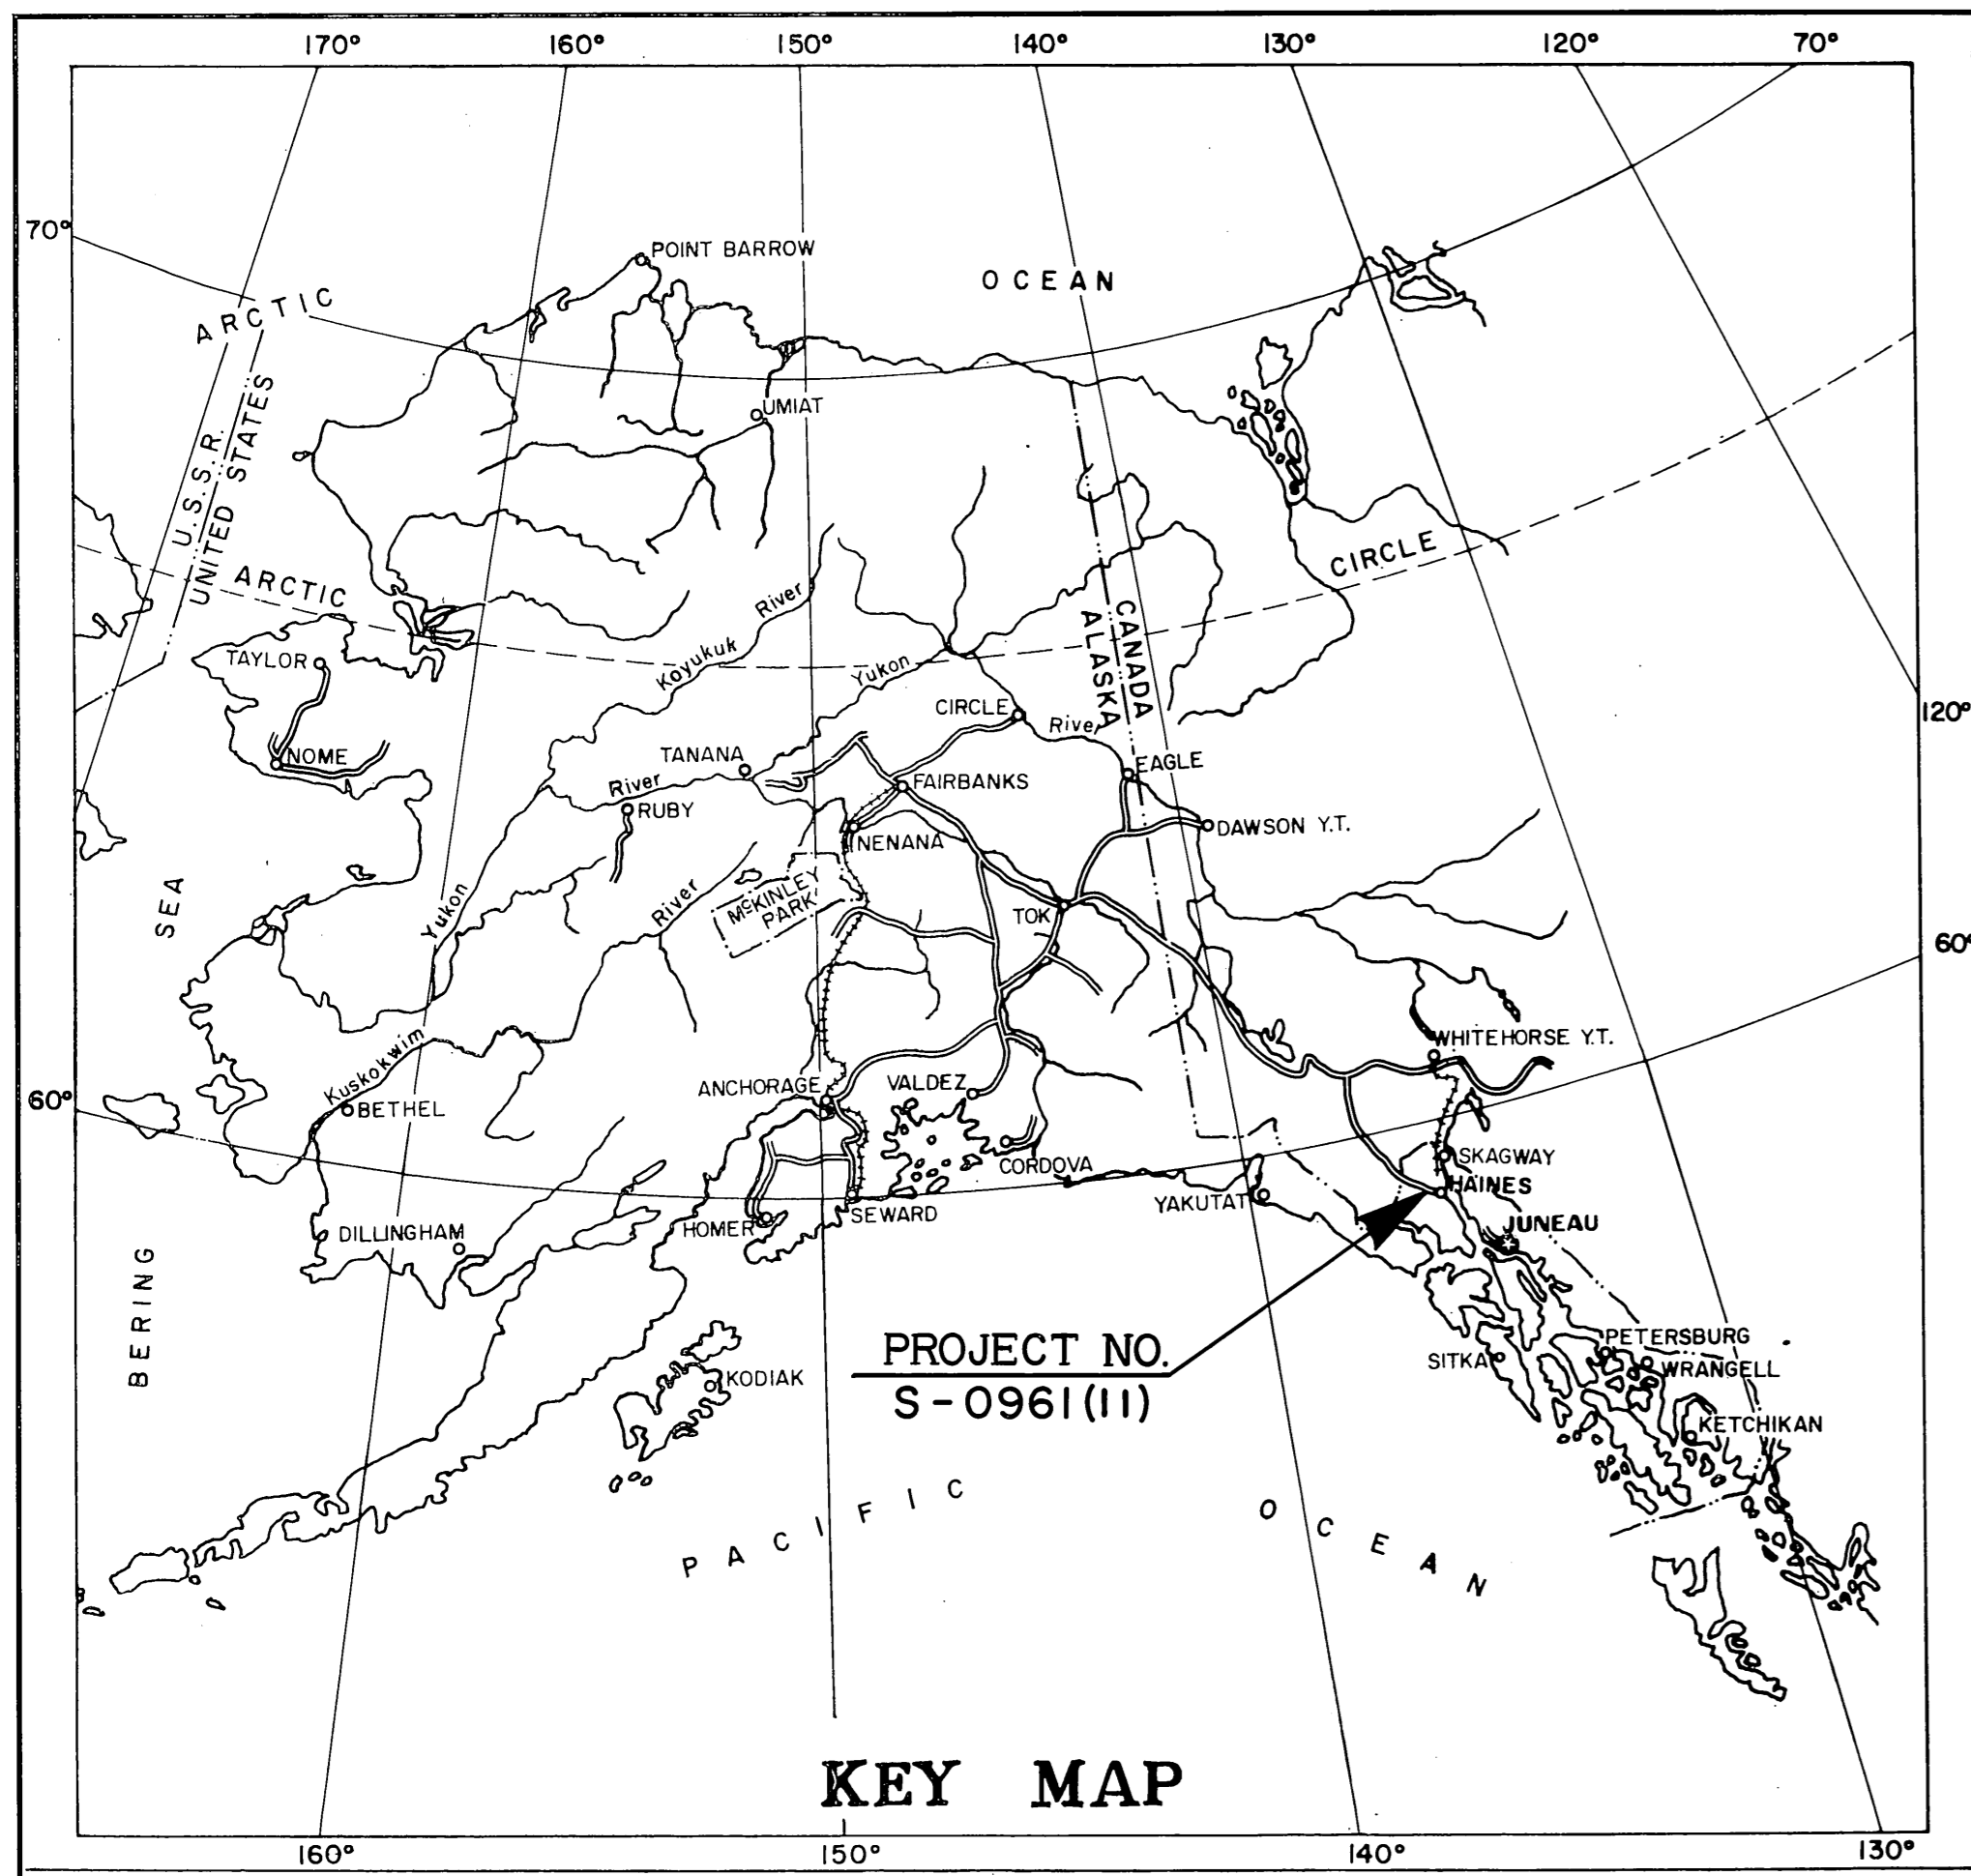 170° 160° 150° 140° 130° 120° 70°
70°
POINT BARROW
OCEAN
ARCTIC
UMIAT
U.S.S.R.
UNITED STATES
ARCTIC
CIRCLE
River
Koyukuk
CANADA
ALASKA
TAYLOR
Yukon
CIRCLE
River
120°
NOME
TANANA
EAGLE
River
FAIRBANKS
RUBY
DAWSON Y.T.
NENANA
McKINLEY
PARK
SEA
Yukon
River
TOK
60°
WHITEHORSE Y.T.
Kuskokwim
ANCHORAGE
VALDEZ
60°
BETHEL
CORDOVA
SKAGWAY
HAINES
YAKUTAT
SEWARD
HOMER
DILLINGHAM
JUNEAU
BERING
PROJECT NO.
S-0961(11)
PETERSBURG
SITKA
WRANGELL
KODIAK
KETCHIKAN
PACIFIC
OCEAN
KEY MAP
160° 150° 140° 130°